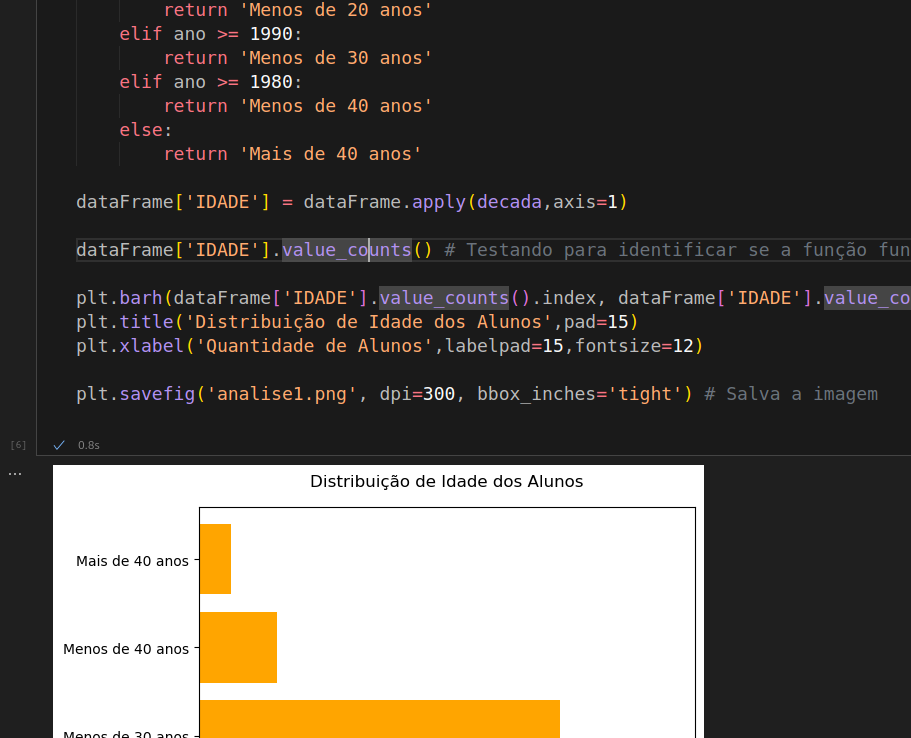 return 'Menos de 20 anos'
elif ano >= 1990:
return 'Menos de 30 anos'
elif ano >= 1980:
return 'Menos de 40 anos'
else:
return 'Mais de 40 anos'
dataFrame['IDADE'] = dataFrame.apply(decada,axis=1)
dataFrame['IDADE'].value_counts() # Testando para identificar se a função fun
plt.barh(dataFrame['IDADE'].value_counts().index, dataFrame['IDADE'].value_co
plt.title('Distribuição de Idade dos Alunos',pad=15)
plt.xlabel('Quantidade de Alunos',labelpad=15,fontsize=12)
plt.savefig('analise1.png', dpi=300, bbox_inches='tight') # Salva a imagem
[6] ✓ 0.8s
...
Distribuição de Idade dos Alunos
Mais de 40 anos
Menos de 40 anos
Menos de 30 anos